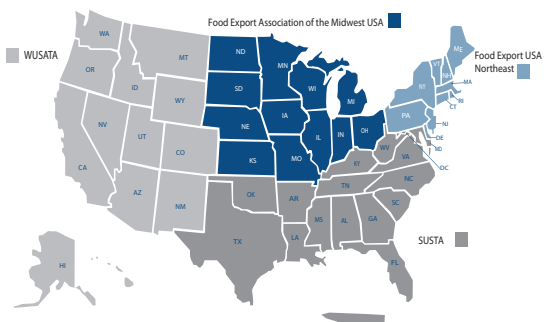 Food Export Association of the Midwest USA
WUSATA
Food Export USA
Northeast
SUSTA
WA
OR
ID
MT
WY
NV
UT
CO
CA
AZ
NM
HI
ND
SD
NE
KS
MN
IA
MO
WI
IL
MI
IN
OH
ME
VT
NH
NY
MA
RI
CT
PA
NJ
DE
MD
DC
WV
VA
KY
NC
TN
SC
OK
AR
TX
LA
MS
AL
GA
FL